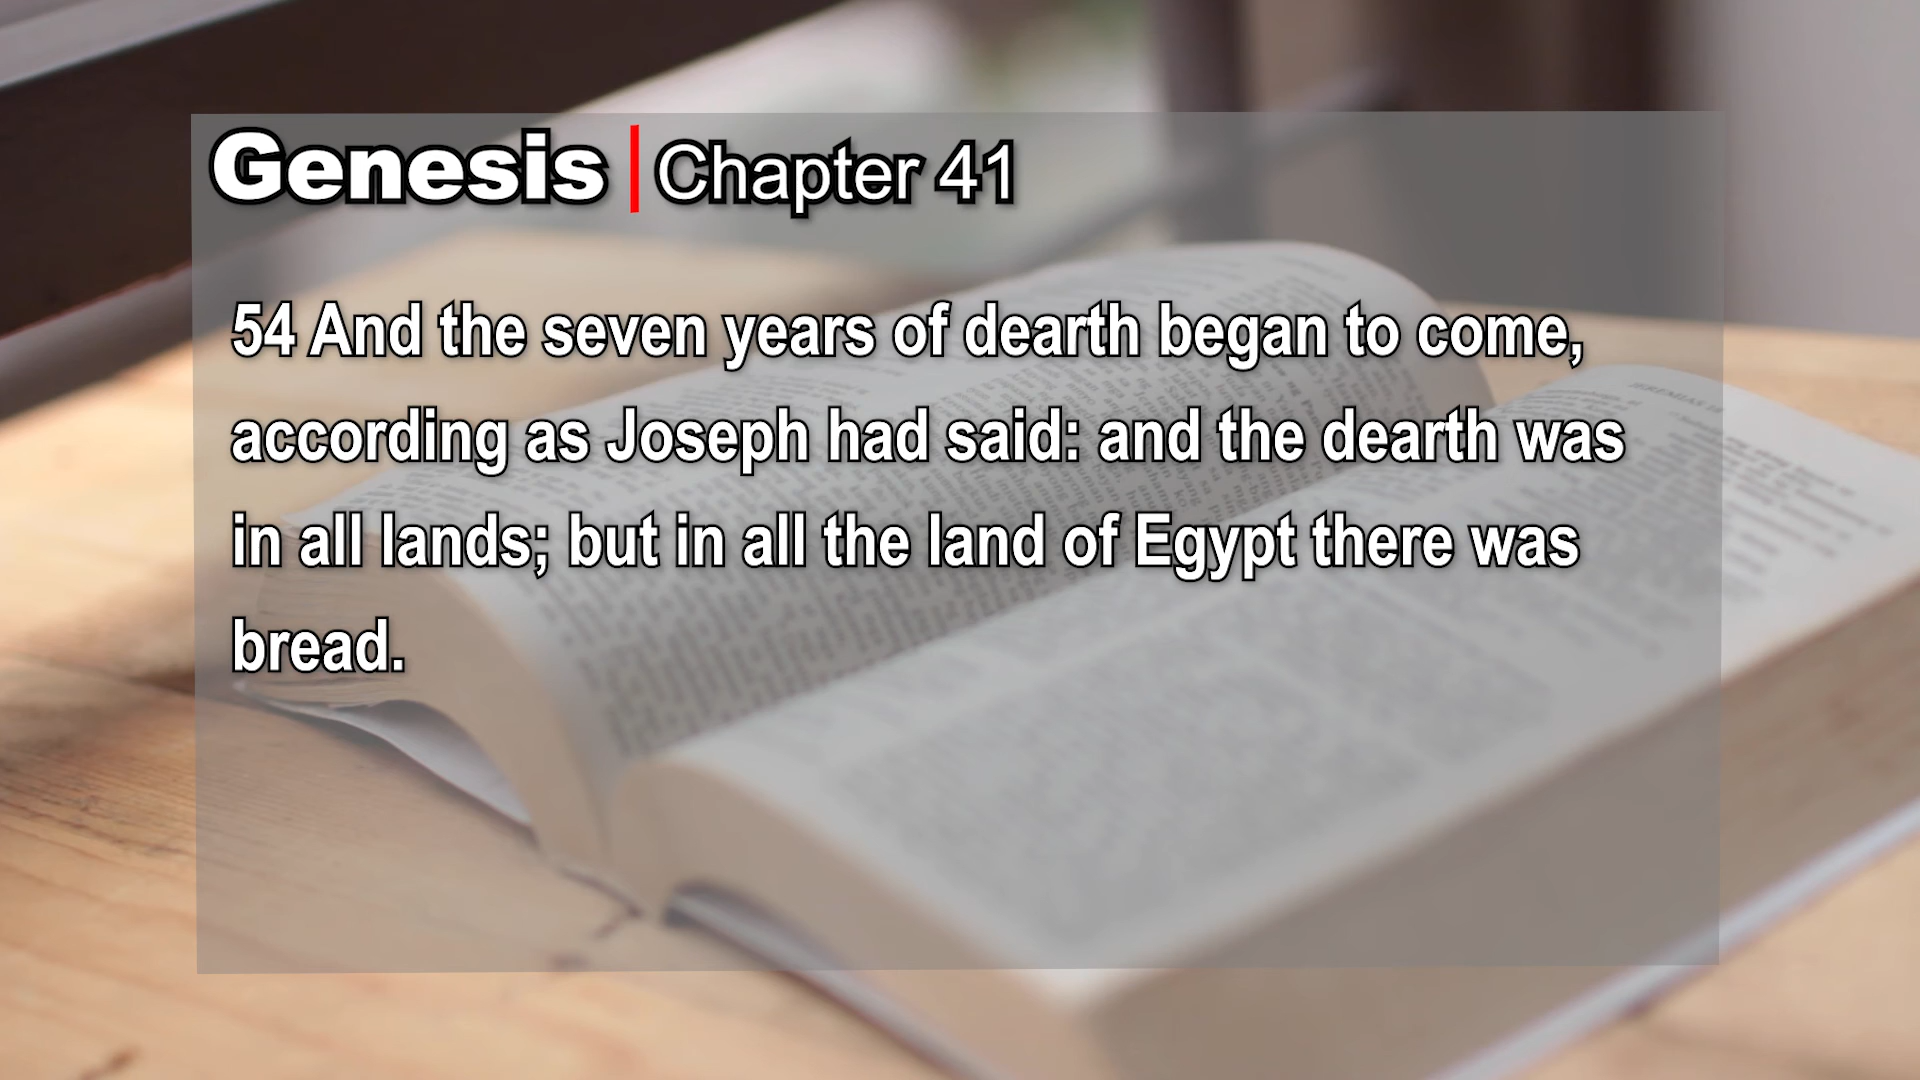 Genesis | Chapter 41
54 And the seven years of dearth began to come,
according as Joseph had said: and the dearth was
in all lands; but in all the land of Egypt there was
bread.